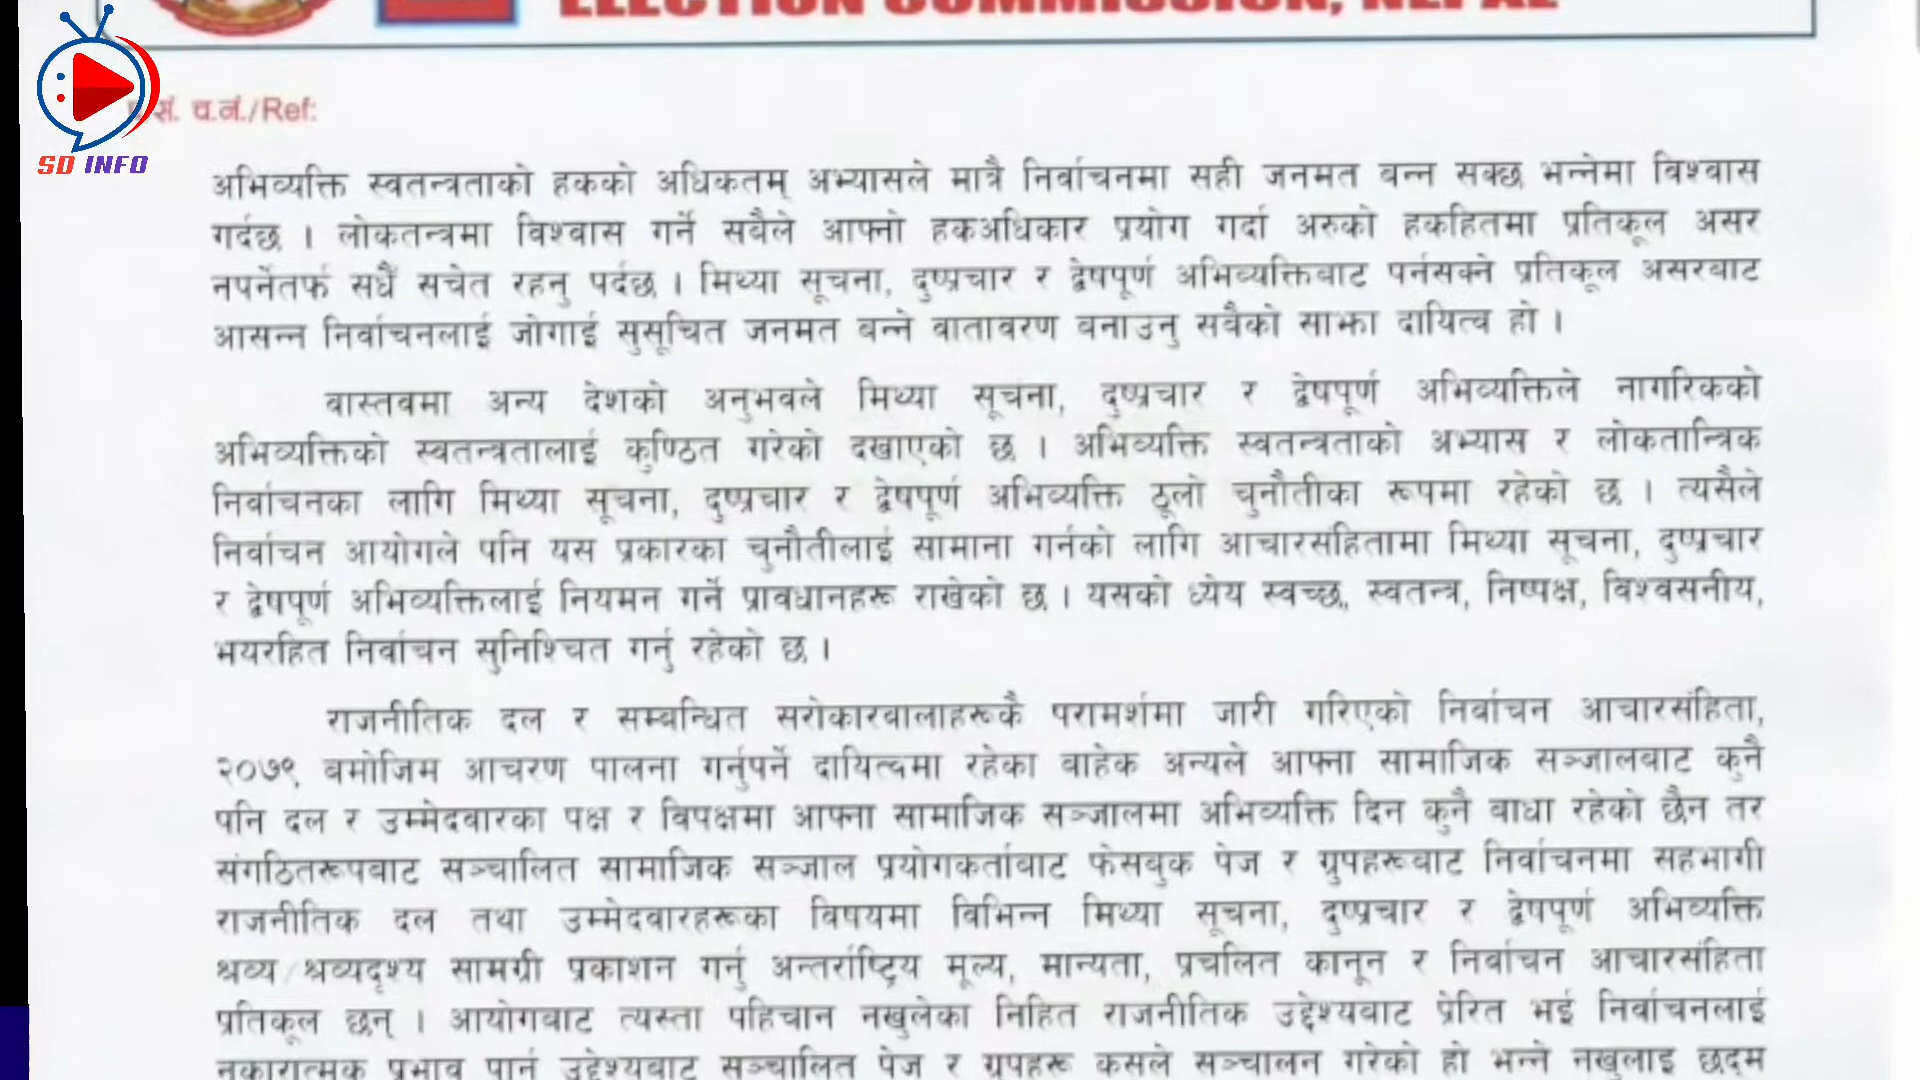 ELECTION COMMISSION, NEPAL
सं. च.नं./Ref:
SD INFO
अभिव्यक्ति स्वतन्त्रताको हकको अधिकतम् अभ्यासले मात्रै निर्वाचनमा सही जनमत बन्न सक्छ भन्नेमा विश्वास
गर्दछ । लोकतन्त्रमा विश्वास गर्ने सबैले आफ्नो हकअधिकार प्रयोग गर्दा अरुको हकहितमा प्रतिकूल असर
नपर्नेतर्फ सधैँ सचेत रहनु पर्दछ । मिथ्या सूचना, दुष्प्रचार र द्वेषपूर्ण अभिव्यक्तिबाट पर्नसक्ने प्रतिकूल असरबाट
आसन्न निर्वाचनलाई जोगाई सुसूचित जनमत बन्ने वातावरण बनाउनु सबैको साझा दायित्व हो ।
वास्तवमा अन्य देशको अनुभवले मिथ्या सूचना, दुष्प्रचार र द्वेषपूर्ण अभिव्यक्तिले नागरिकको
अभिव्यक्तिको स्वतन्त्रतालाई कुण्ठित गरेको दखाएको छ । अभिव्यक्ति स्वतन्त्रताको अभ्यास र लोकतान्त्रिक
निर्वाचनका लागि मिथ्या सूचना, दुष्प्रचार र द्वेषपूर्ण अभिव्यक्ति ठूलो चुनौतीका रूपमा रहेको छ । त्यसैले
निर्वाचन आयोगले पनि यस प्रकारका चुनौतीलाई सामाना गर्नको लागि आचारसंहितामा मिथ्या सूचना, दुष्प्रचार
र द्वेषपूर्ण अभिव्यक्तिलाई नियमन गर्ने प्रावधानहरू राखेको छ । यसको ध्येय स्वच्छ, स्वतन्त्र, निष्पक्ष, विश्वसनीय,
भयरहित निर्वाचन सुनिश्चित गर्नु रहेको छ ।
राजनीतिक दल र सम्बन्धित सरोकारवालाहरूकै परामर्शमा जारी गरिएको निर्वाचन आचारसंहिता,
२०७९ बमोजिम आचरण पालना गर्नुपर्ने दायित्वमा रहेका बाहेक अन्यले आफ्ना सामाजिक सञ्जालबाट कुनै
पनि दल र उम्मेदवारका पक्ष र विपक्षमा आफ्ना सामाजिक सञ्जालमा अभिव्यक्ति दिन कुनै बाधा रहेको छैन तर
संगठितरूपबाट सञ्चालित सामाजिक सञ्जाल प्रयोगकर्ताबाट फेसबुक पेज र ग्रुपहरूबाट निर्वाचनमा सहभागी
राजनीतिक दल तथा उम्मेदवारहरूका विषयमा विभिन्न मिथ्या सूचना, दुष्प्रचार र द्वेषपूर्ण अभिव्यक्ति
श्रव्य/श्रव्यदृश्य सामग्री प्रकाशन गर्नु अन्तर्राष्ट्रिय मूल्य, मान्यता, प्रचलित कानून र निर्वाचन आचारसंहिता
प्रतिकूल छन् । आयोगबाट त्यस्ता पहिचान नखुलेका निहित राजनीतिक उद्देश्यबाट प्रेरित भई निर्वाचनलाई
नकारात्मक प्रभाव पार्न उद्देश्यबाट सञ्चालित पेज र ग्रुपहरू कसले सञ्चालन गरेको हो भन्ने नखुलाइ छद्म